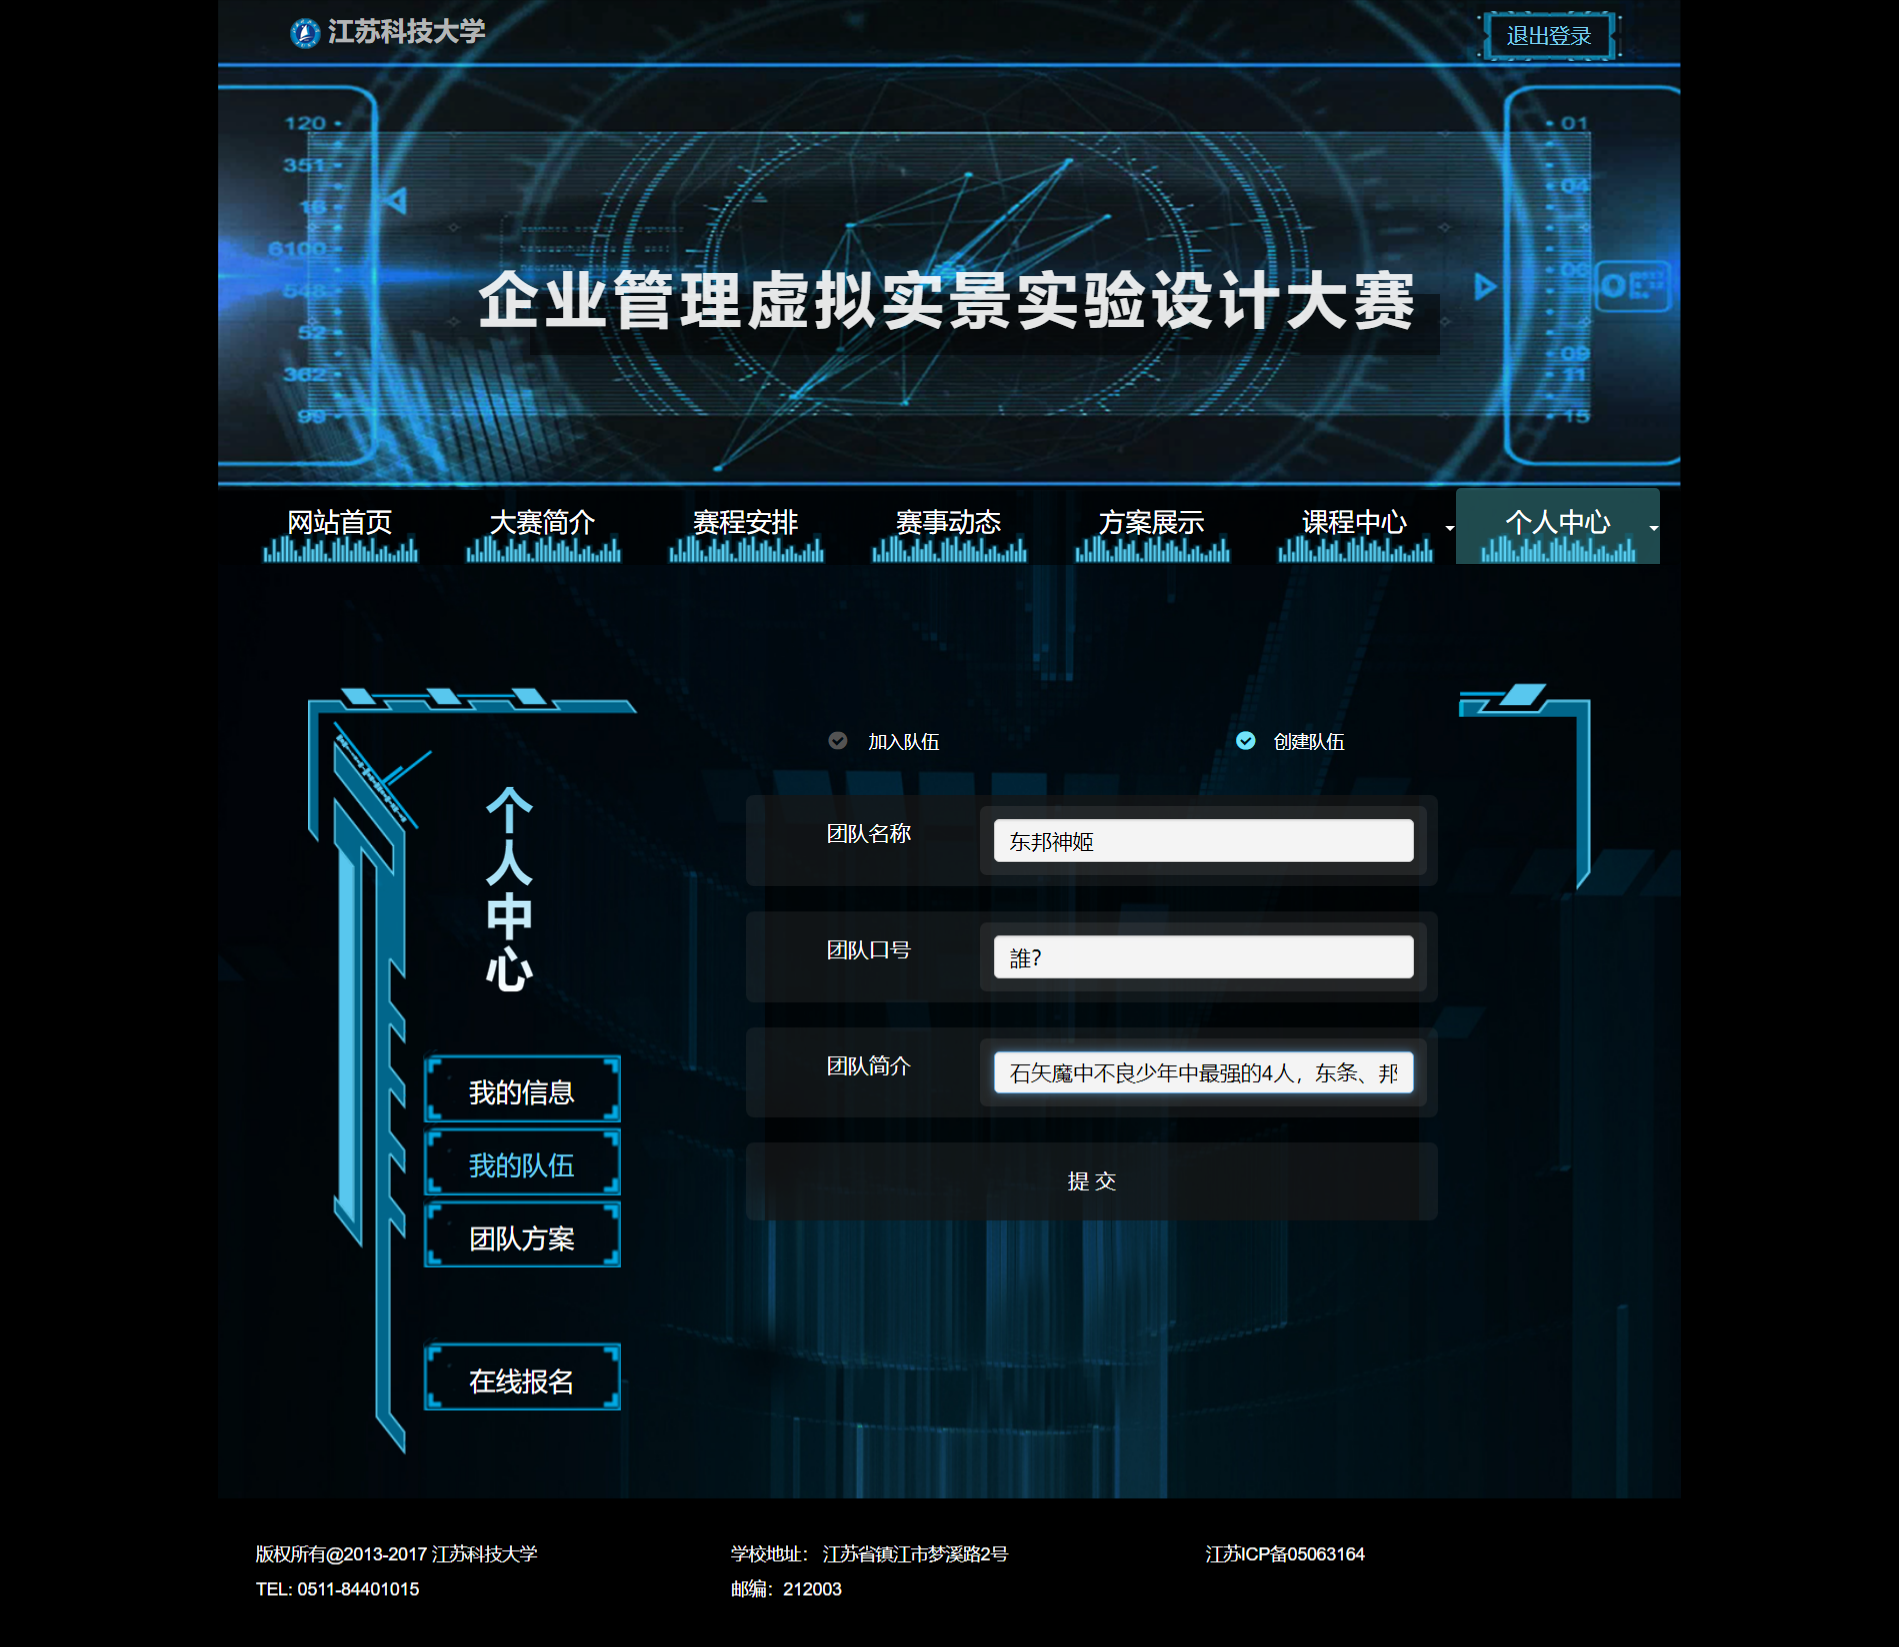 江苏科技大学
退出登录
120
351
16
6100
548
52
362
99
01
04
06
09
11
15
企业管理虚拟实景实验设计大赛
网站首页 大赛简介 赛程安排 赛事动态 方案展示 课程中心 个人中心
加入队伍 创建队伍
个人中心
团队名称 东邦神姬
团队口号 誰?
团队简介 石矢魔中不良少年中最强的4人，东条、邦
提 交
我的信息
我的队伍
团队方案
在线报名
版权所有@2013-2017 江苏科技大学 学校地址： 江苏省镇江市梦溪路2号 江苏ICP备05063164
TEL: 0511-84401015 邮编：212003